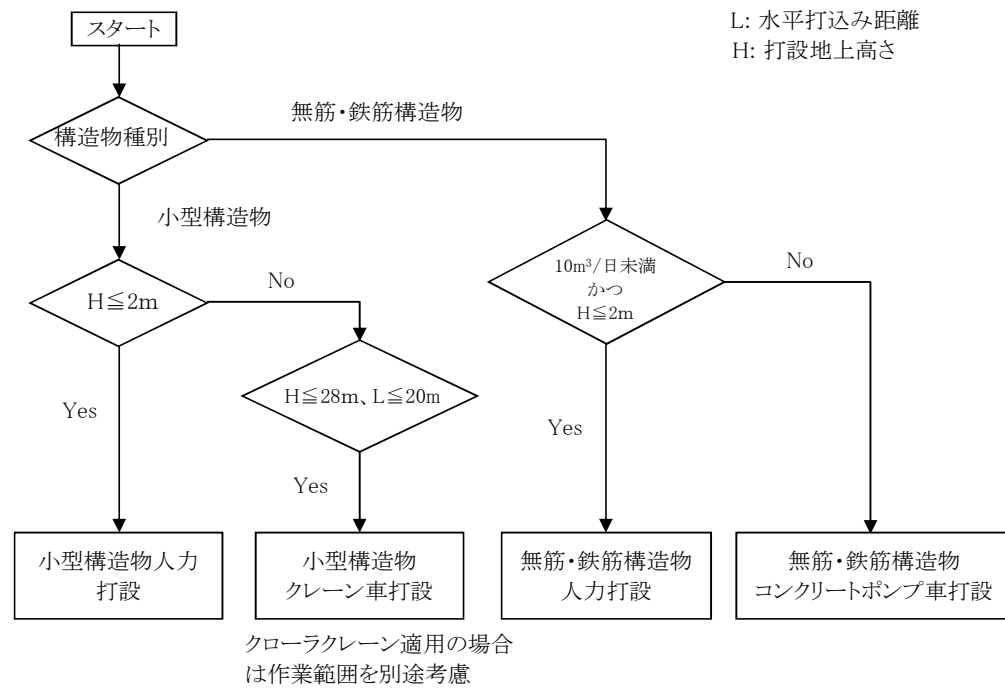 スタート
L: 水平打込み距離
H: 打設地上高さ
構造物種別
無筋・鉄筋構造物
小型構造物
H≦2m
No
10m³/日未満
かつ
H≦2m
No
H≦28m、L≦20m
Yes
Yes
Yes
小型構造物人力
打設
小型構造物
クレーン車打設
無筋・鉄筋構造物
人力打設
無筋・鉄筋構造物
コンクリートポンプ車打設
クローラクレーン適用の場合
は作業範囲を別途考慮